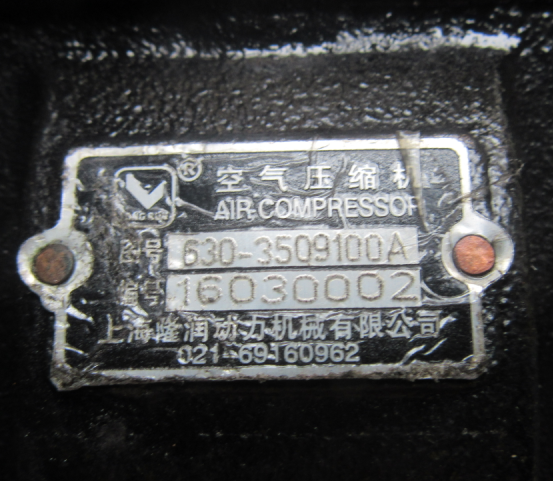 ®
空气压缩机
AIR COMPRESSOR
图号 630-3509100A
编号 16030002
上海隆润动力机械有限公司
021-69160962